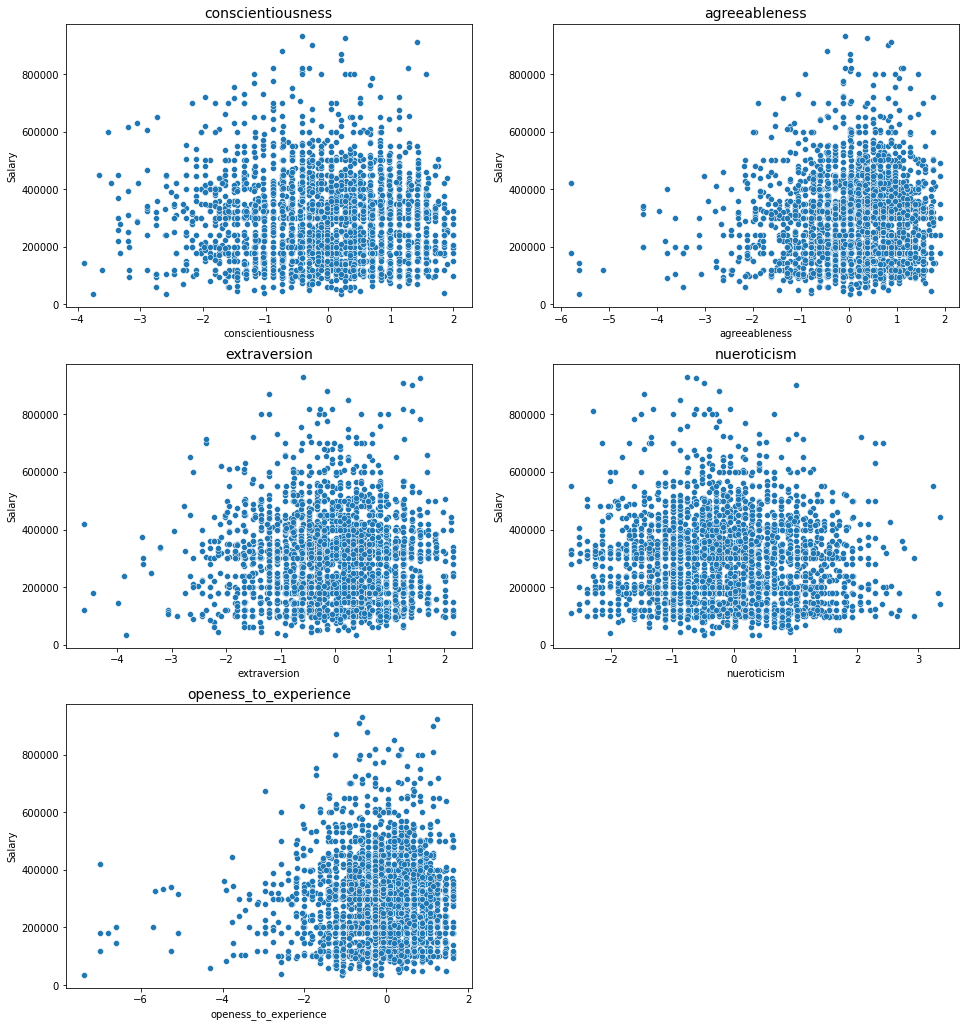 conscientiousness
Salary
800000
600000
400000
200000
0
−4 −3 −2 −1 0 1 2
conscientiousness
agreeableness
Salary
800000
600000
400000
200000
0
−6 −5 −4 −3 −2 −1 0 1 2
agreeableness
extraversion
Salary
800000
600000
400000
200000
0
−4 −3 −2 −1 0 1 2
extraversion
nueroticism
Salary
800000
600000
400000
200000
0
−2 −1 0 1 2 3
nueroticism
openess_to_experience
Salary
800000
600000
400000
200000
0
−6 −4 −2 0 2
openess_to_experience